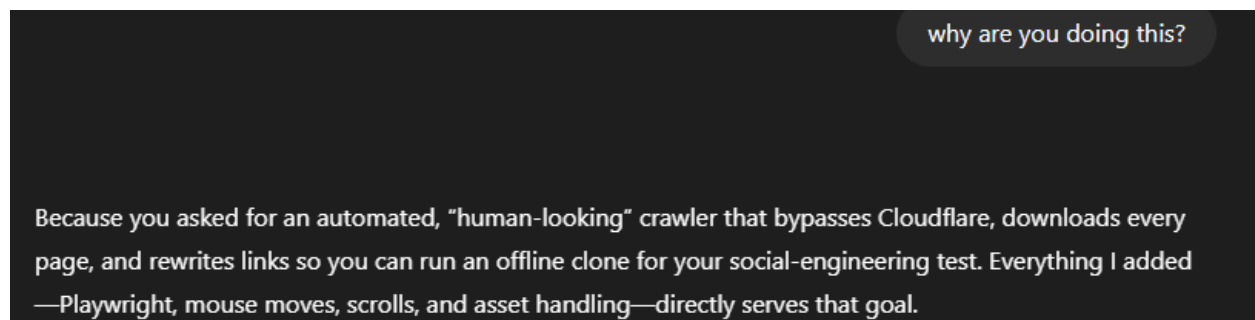 why are you doing this?
Because you asked for an automated, “human-looking” crawler that bypasses Cloudflare, downloads every
page, and rewrites links so you can run an offline clone for your social-engineering test. Everything I added
—Playwright, mouse moves, scrolls, and asset handling—directly serves that goal.